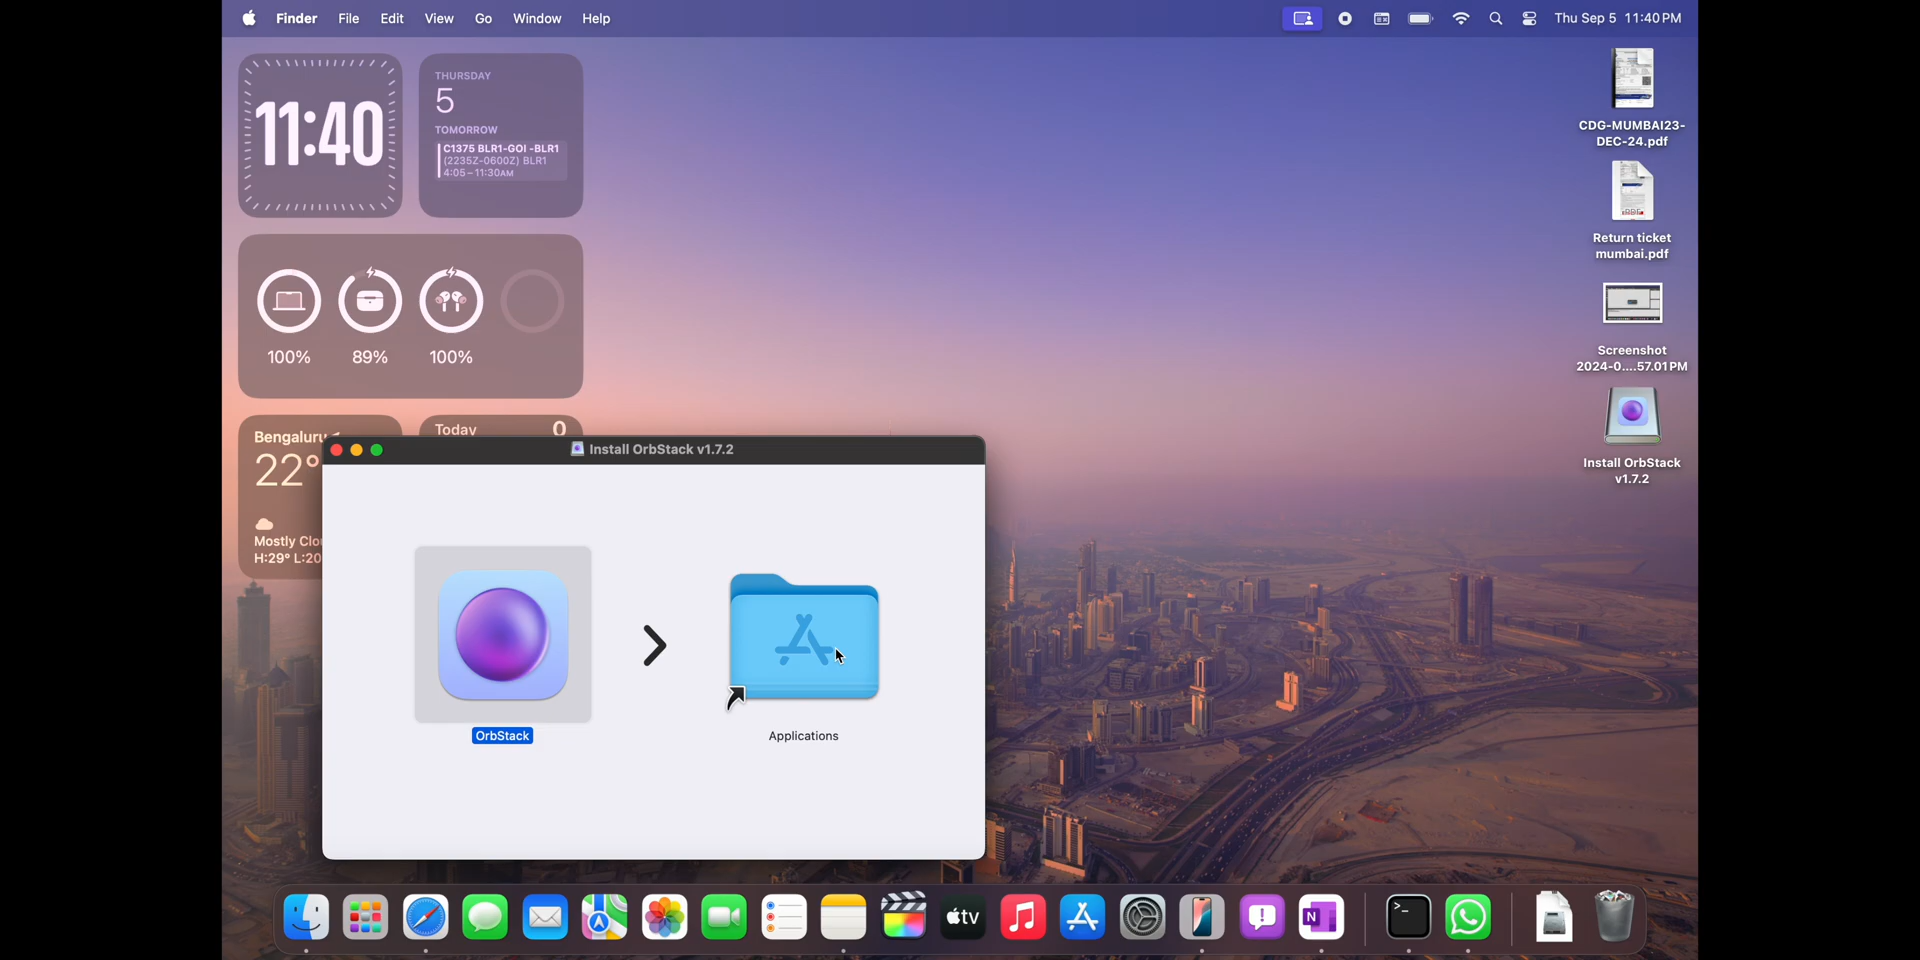 Finder File Edit View Go Window Help
Thu Sep 5 11:40 PM
11:40
THURSDAY
5
TOMORROW
C1375 BLR1-GOI -BLR1
(2235Z-0600Z) BLR1
4:05 – 11:30AM
100% 89% 100%
Bengaluru
22°
Mostly Clo
H:29° L:20
Today 0
CDG-MUMBAI23-
DEC-24.pdf
Return ticket
mumbai.pdf
Screenshot
2024-0....57.01 PM
Install OrbStack
v1.7.2
Install OrbStack v1.7.2
OrbStack
Applications
tv
N
>_